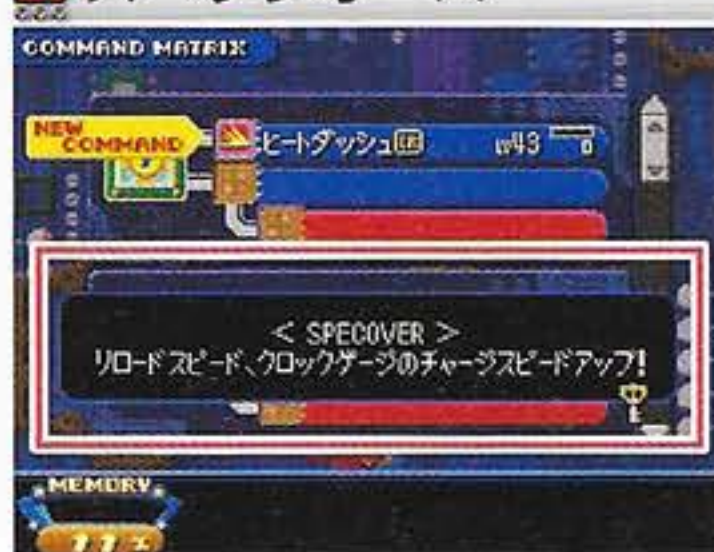 COMMAND MATRIX
NEW
COMMAND
ヒートダッシュ LV43
< SPECOVER >
リロードスピード、クロックゲージのチャージスピードアップ!
MEMORY